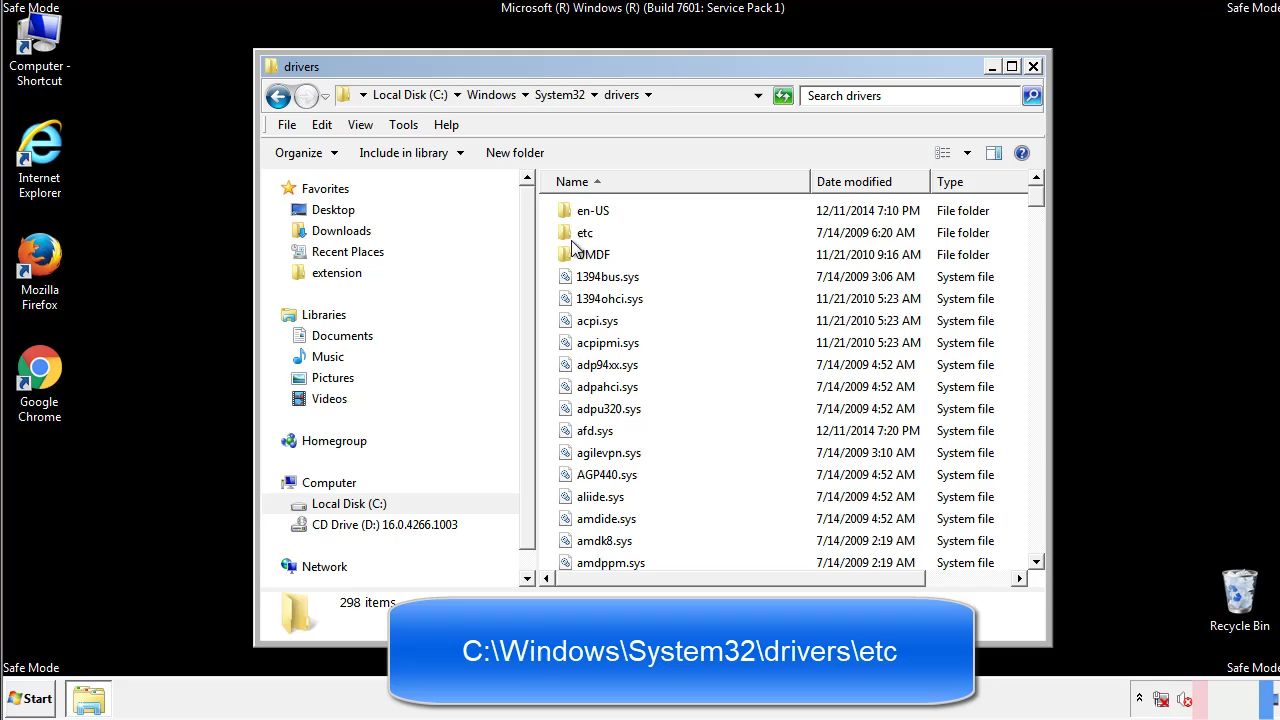 Safe Mode
Microsoft (R) Windows (R) (Build 7601: Service Pack 1)
Safe Mod
Computer -
Shortcut
Internet
Explorer
Mozilla
Firefox
Google
Chrome
drivers
Local Disk (C:) Windows System32 drivers
Search drivers
File Edit View Tools Help
Organize Include in library New folder
Favorites
Desktop
Downloads
Recent Places
extension
Libraries
Documents
Music
Pictures
Videos
Homegroup
Computer
Local Disk (C:)
CD Drive (D:) 16.0.4266.1003
Network
Name Date modified Type
en-US 12/11/2014 7:10 PM File folder
etc 7/14/2009 6:20 AM File folder
UMDF 11/21/2010 9:16 AM File folder
1394bus.sys 7/14/2009 3:06 AM System file
1394ohci.sys 11/21/2010 5:23 AM System file
acpi.sys 11/21/2010 5:23 AM System file
acpipmi.sys 11/21/2010 5:23 AM System file
adp94xx.sys 7/14/2009 4:52 AM System file
adpahci.sys 7/14/2009 4:52 AM System file
adpu320.sys 7/14/2009 4:52 AM System file
afd.sys 12/11/2014 7:20 PM System file
agilevpn.sys 7/14/2009 3:10 AM System file
AGP440.sys 7/14/2009 4:52 AM System file
aliide.sys 7/14/2009 4:52 AM System file
amdide.sys 7/14/2009 4:52 AM System file
amdk8.sys 7/14/2009 2:19 AM System file
amdppm.sys 7/14/2009 2:19 AM System file
298 items
C:\Windows\System32\drivers\etc
Recycle Bin
Safe Mode
Safe Mode
Start